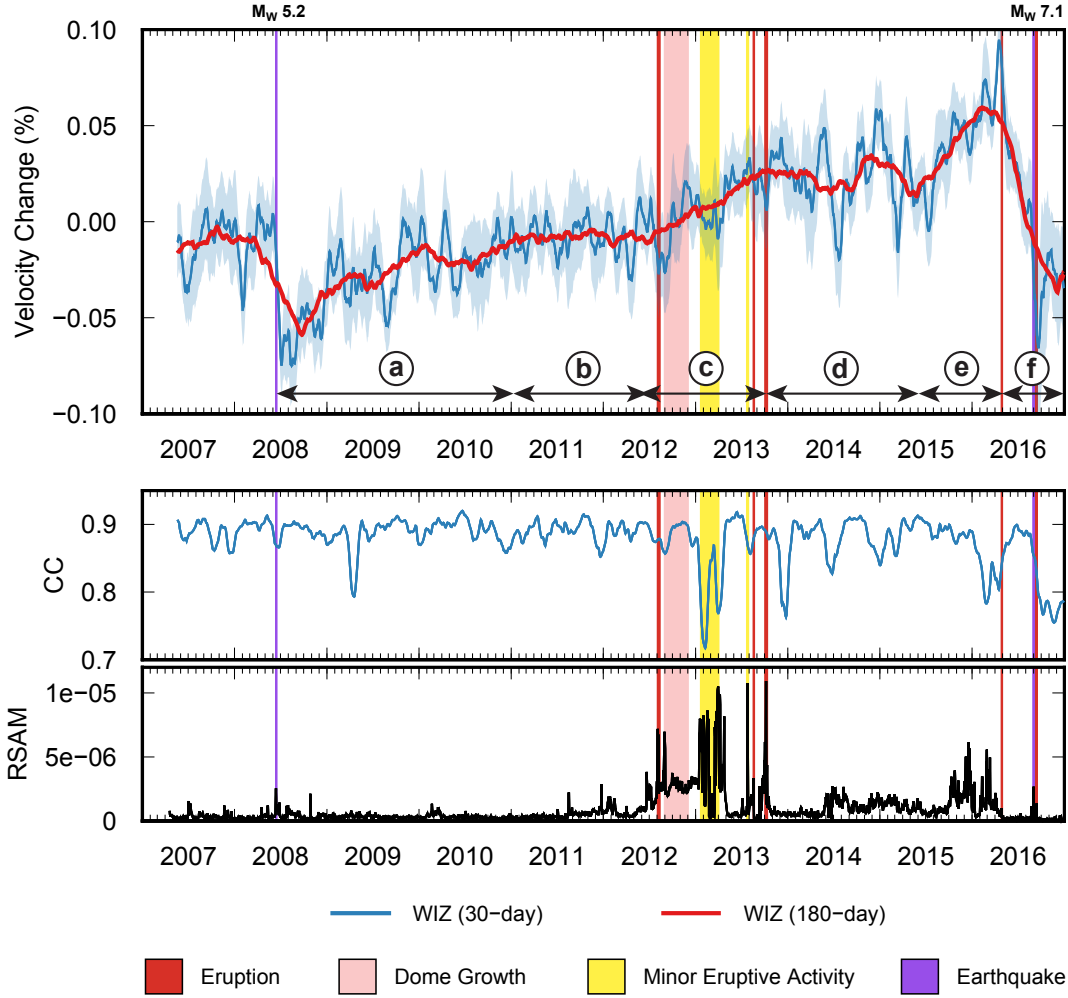 Mw 5.2 Mw 7.1
0.10
0.05
0.00
−0.05
−0.10
Velocity Change (%)
a b c d e f
2007 2008 2009 2010 2011 2012 2013 2014 2015 2016
0.9
0.8
0.7
CC
1e−05
5e−06
0
RSAM
2007 2008 2009 2010 2011 2012 2013 2014 2015 2016
WIZ (30−day) WIZ (180−day)
Eruption Dome Growth Minor Eruptive Activity Earthquake